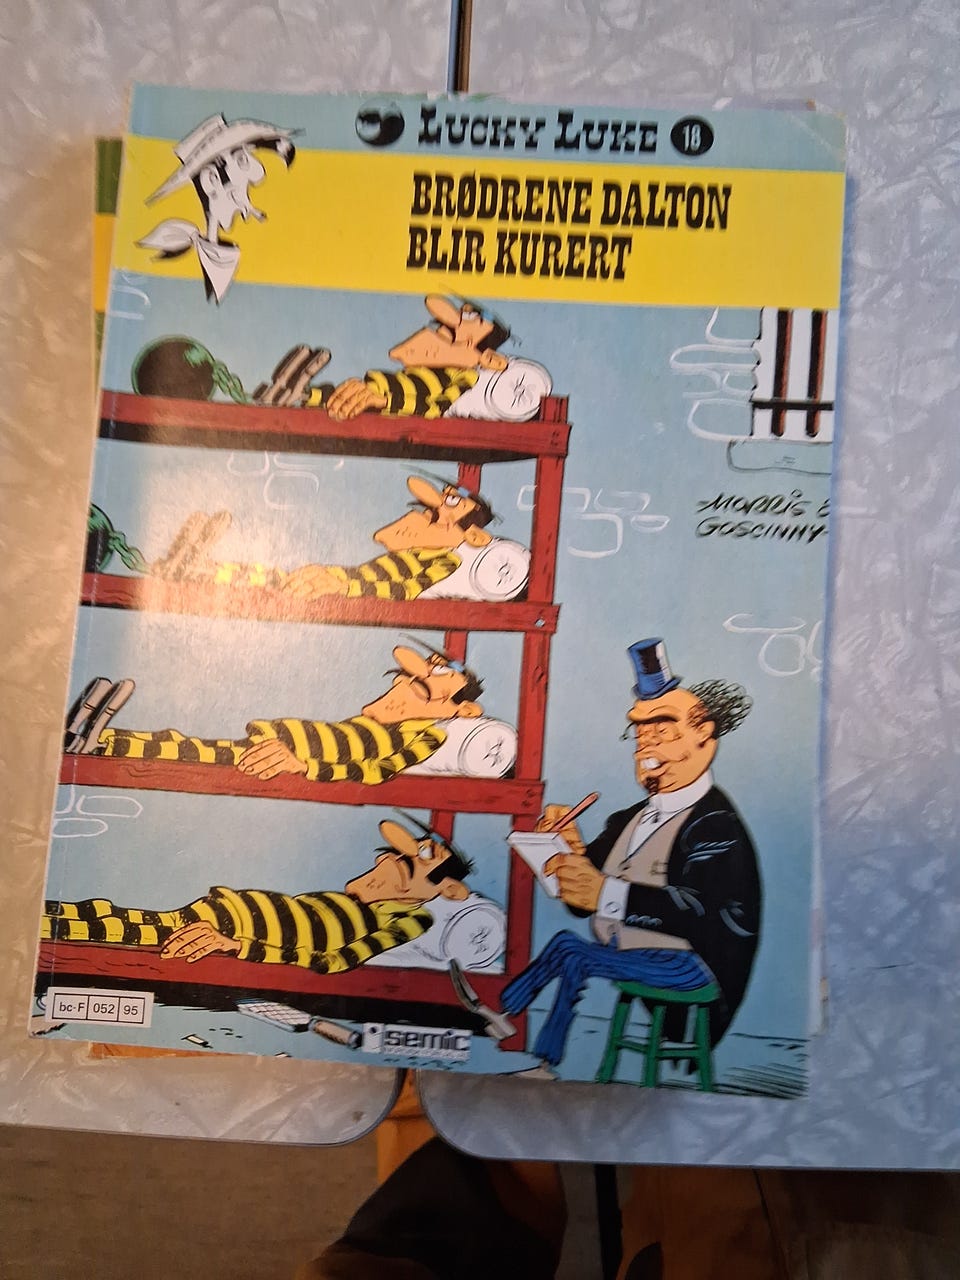 LUCKY LUKE 18
BRØDRENE DALTON
BLIR KURERT
MORRIS &
GOSCINNY
bc-F 052 95
semic